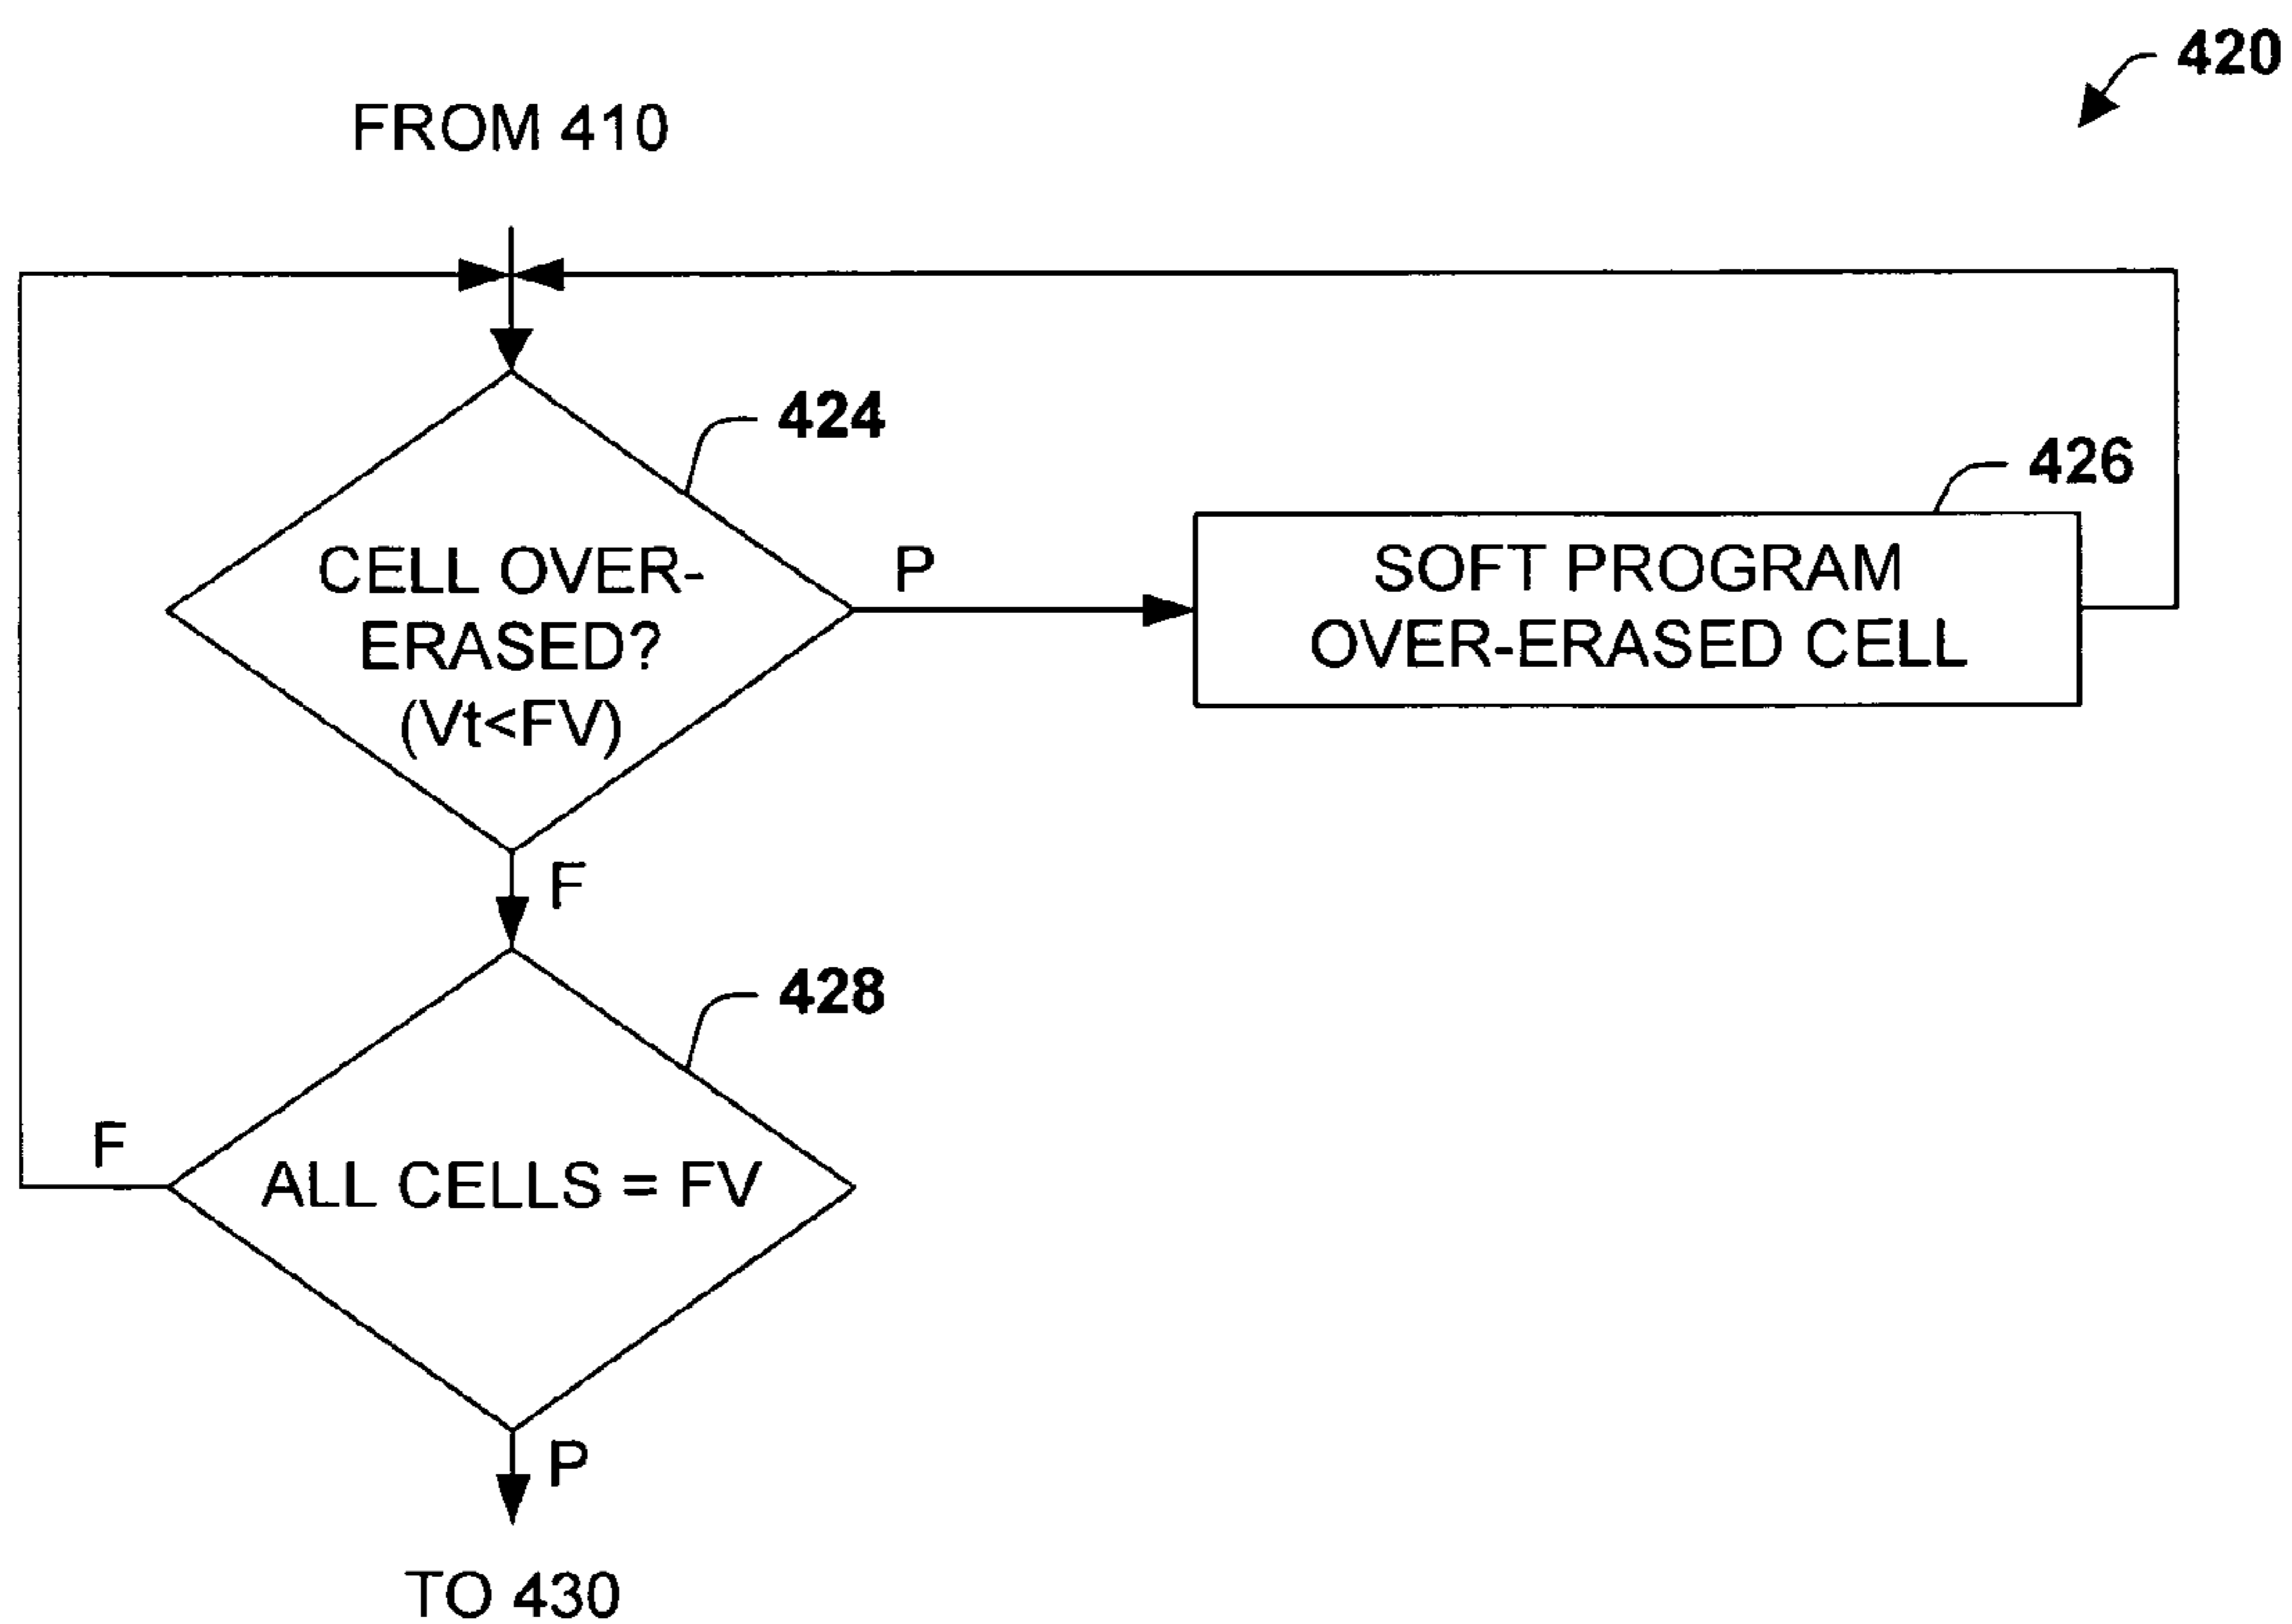 420
FROM 410
424
426
CELL OVER-
ERASED?
(Vt<FV)
P
SOFT PROGRAM
OVER-ERASED CELL
F
428
F
ALL CELLS = FV
P
TO 430